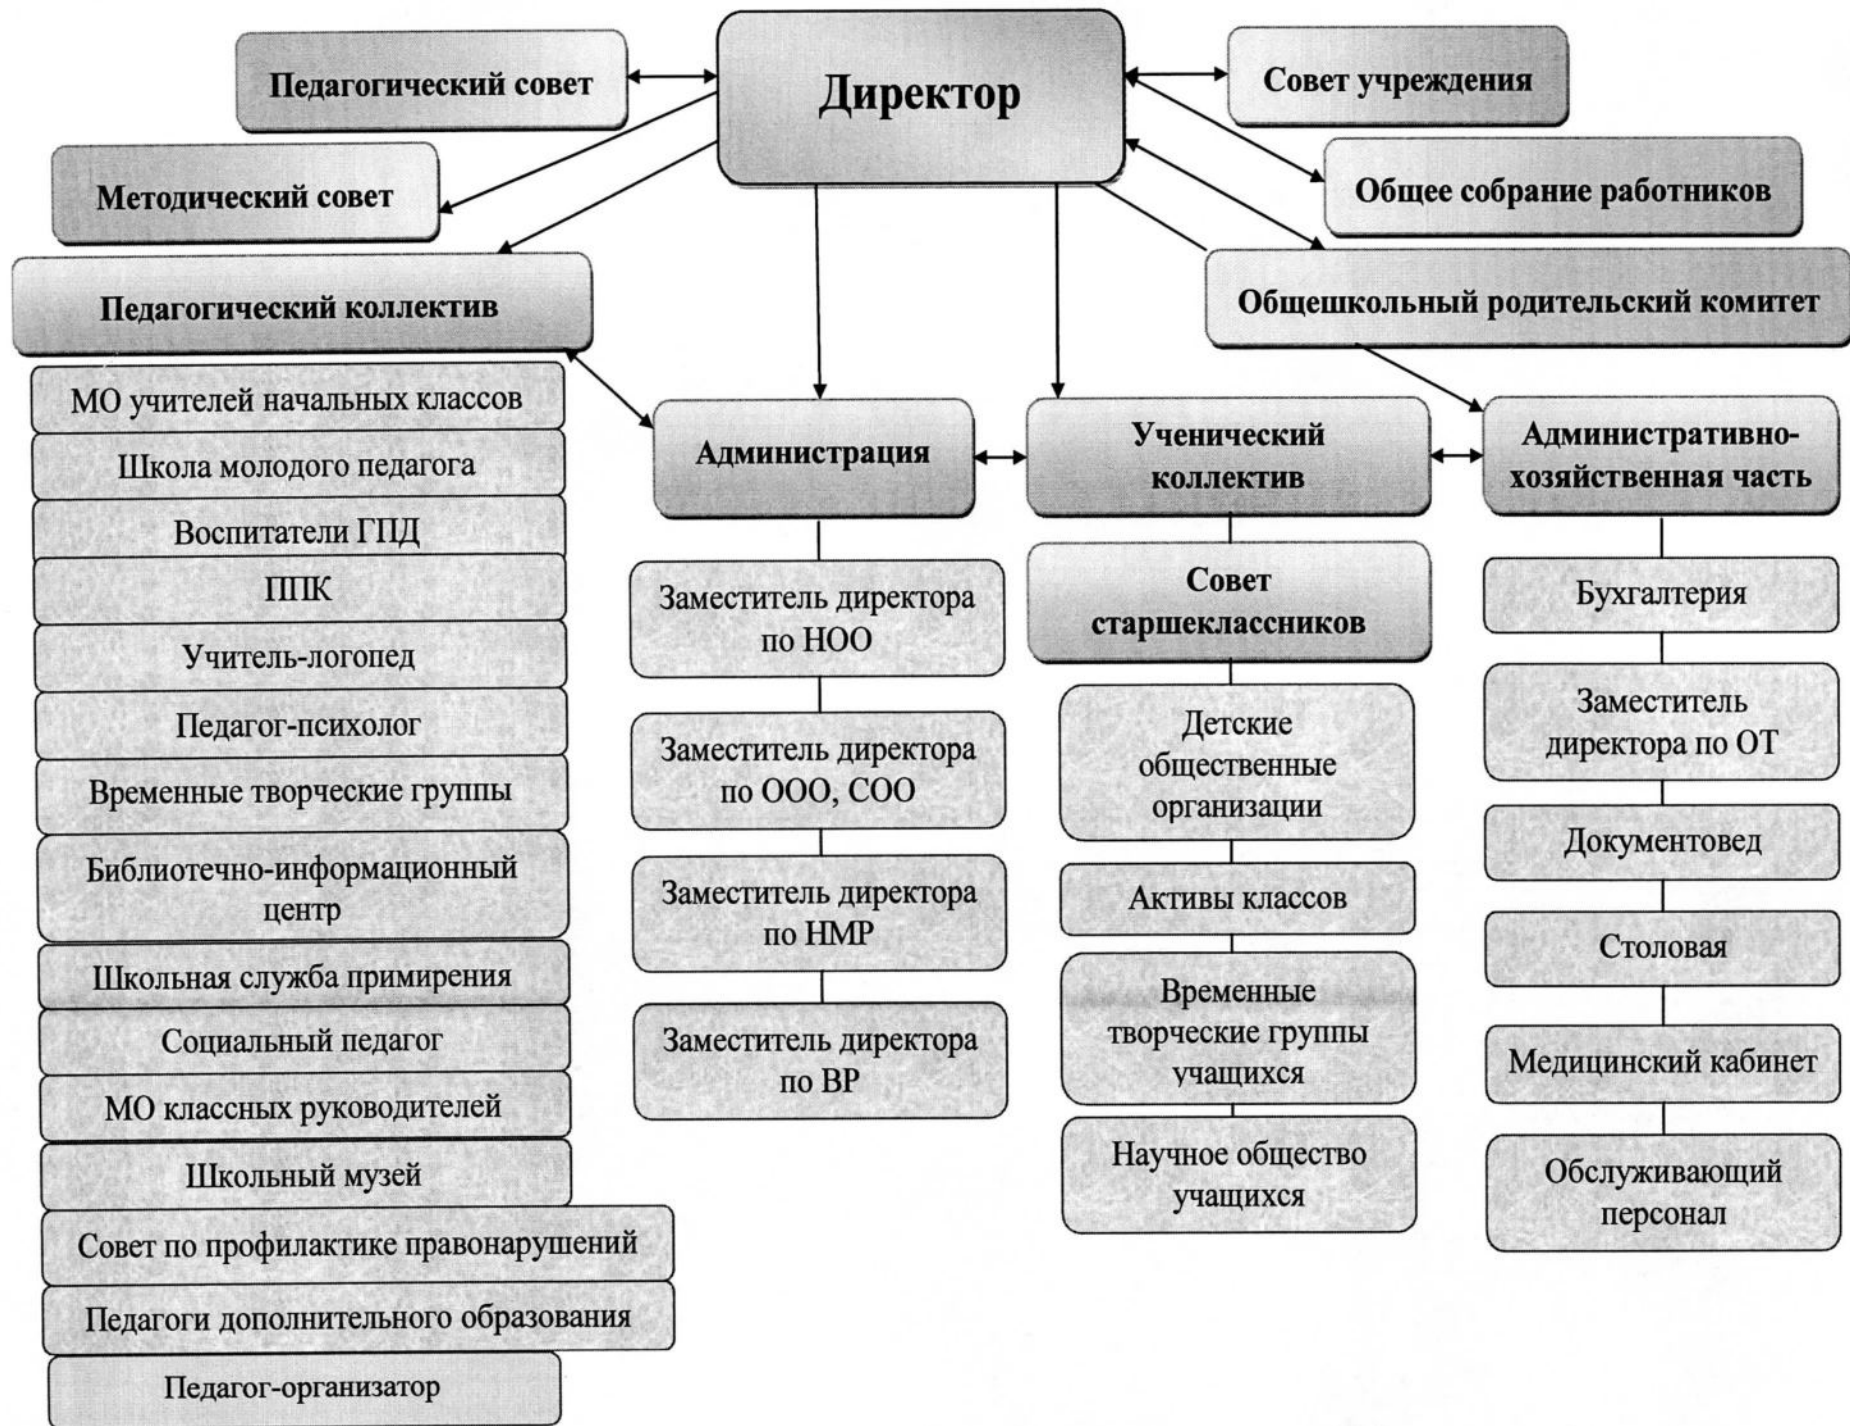 Директор
Педагогический совет
Совет учреждения
Методический совет
Общее собрание работников
Педагогический коллектив
Общешкольный родительский комитет
МО учителей начальных классов
Школа молодого педагога
Воспитатели ГПД
ППК
Учитель-логопед
Педагог-психолог
Временные творческие группы
Библиотечно-информационный
центр
Школьная служба примирения
Социальный педагог
МО классных руководителей
Школьный музей
Совет по профилактике правонарушений
Педагоги дополнительного образования
Педагог-организатор
Администрация
Заместитель директора
по НОО
Заместитель директора
по ООО, СОО
Заместитель директора
по НМР
Заместитель директора
по ВР
Ученический
коллектив
Совет
старшеклассников
Детские
общественные
организации
Активы классов
Временные
творческие группы
учащихся
Научное общество
учащихся
Административно-
хозяйственная часть
Бухгалтерия
Заместитель
директора по ОТ
Документовед
Столовая
Медицинский кабинет
Обслуживающий
персонал